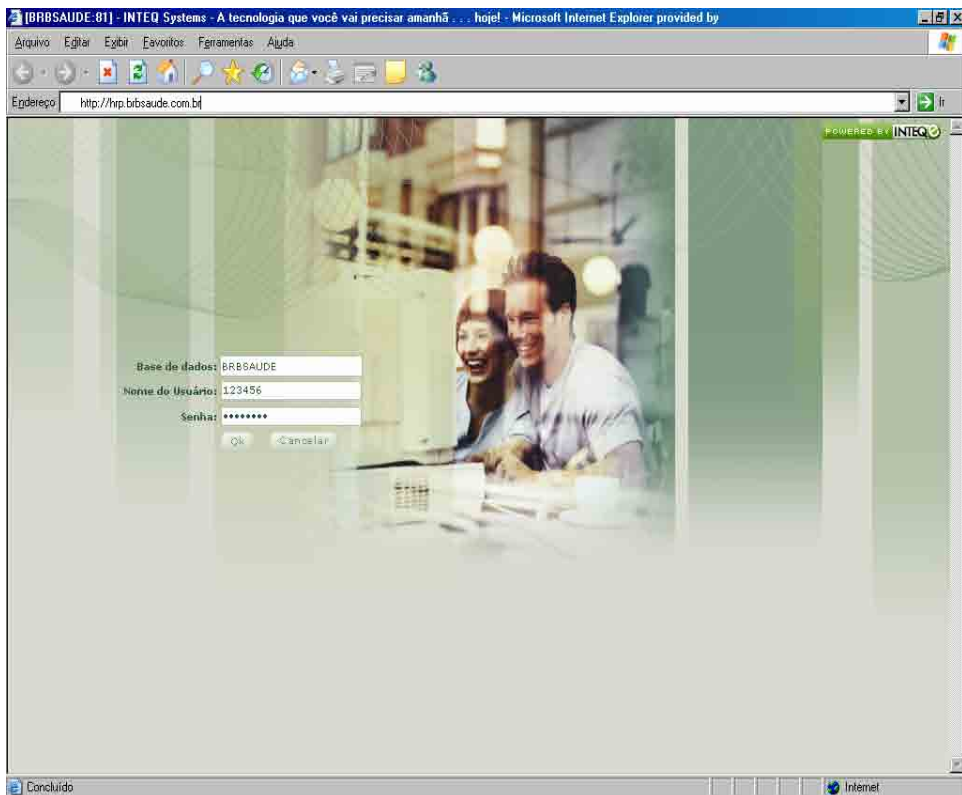 [BRBSAUDE:81] - INTEQ Systems - A tecnologia que você vai precisar amanhã . . . hoje! - Microsoft Internet Explorer provided by
Arquivo Editar Exibir Favoritos Ferramentas Ajuda
Endereço http://hrp.brbsaude.com.br Ir
POWERED BY INTEQ
Base de dados: BRBSAUDE
Nome do Usuário: 123456
Senha: ••••••••
Ok Cancelar
Concluído Internet